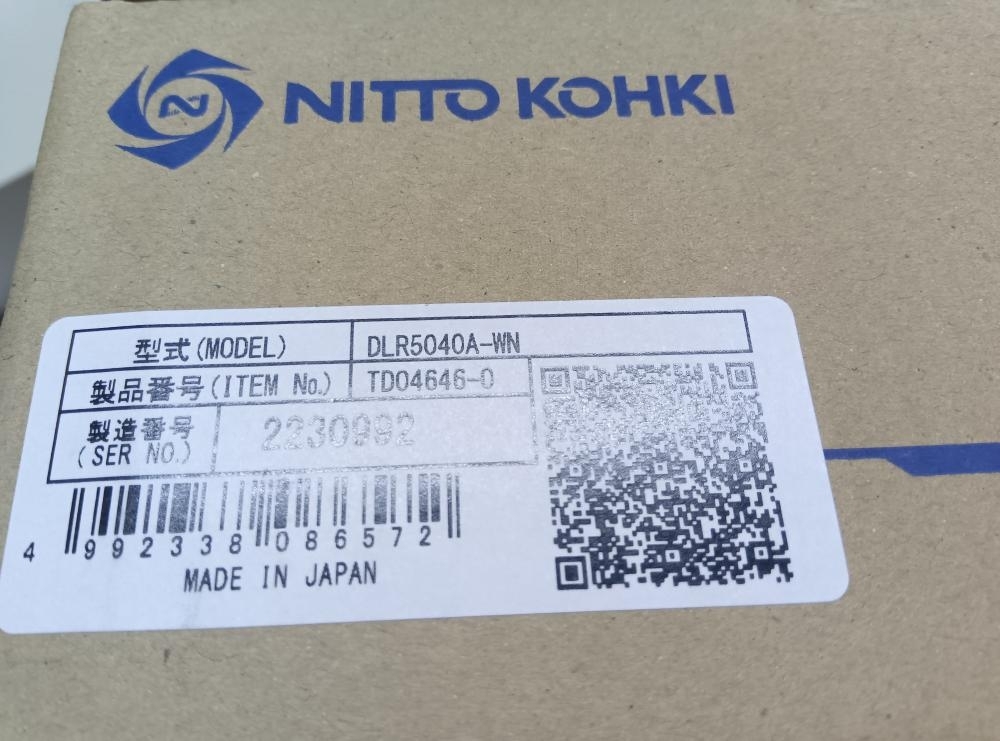 NITTO KOHKI
型式(MODEL) DLR5040A-WN
製品番号(ITEM No.) TD04646-0
製造番号 2230992
(SER NO.)
4 992338 086572
MADE IN JAPAN